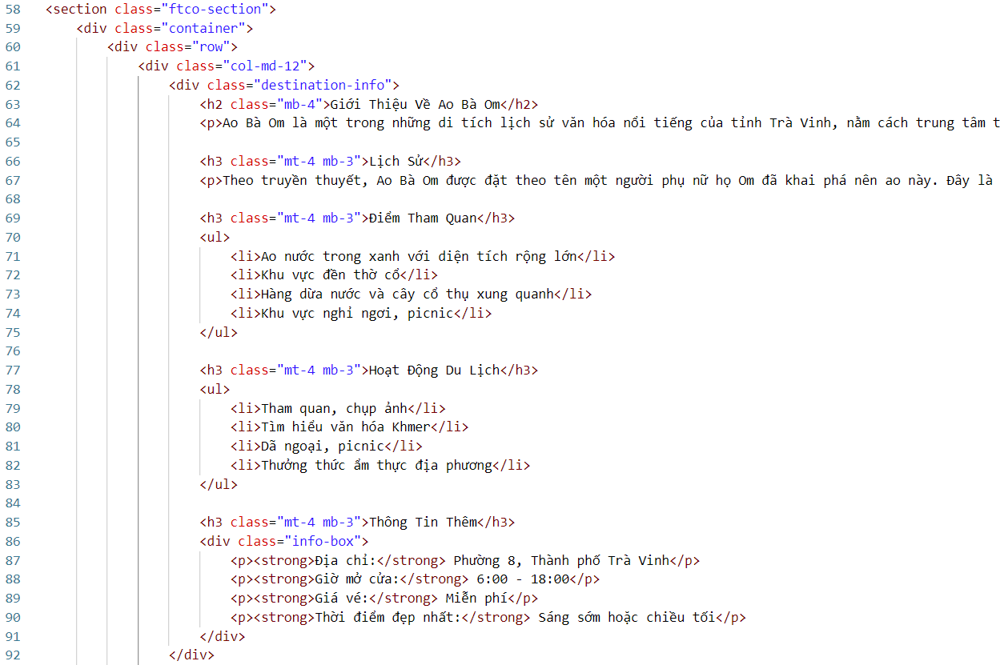 58 <section class="ftco-section">
59 <div class="container">
60 <div class="row">
61 <div class="col-md-12">
62 <div class="destination-info">
63 <h2 class="mb-4">Giới Thiệu Về Ao Bà Om</h2>
64 <p>Ao Bà Om là một trong những di tích lịch sử văn hóa nổi tiếng của tỉnh Trà Vinh, nằm cách trung tâm t
65
66 <h3 class="mt-4 mb-3">Lịch Sử</h3>
67 <p>Theo truyền thuyết, Ao Bà Om được đặt theo tên một người phụ nữ họ Om đã khai phá nên ao này. Đây là
68
69 <h3 class="mt-4 mb-3">Điểm Tham Quan</h3>
70 <ul>
71 <li>Ao nước trong xanh với diện tích rộng lớn</li>
72 <li>Khu vực đền thờ cổ</li>
73 <li>Hàng dừa nước và cây cổ thụ xung quanh</li>
74 <li>Khu vực nghỉ ngơi, picnic</li>
75 </ul>
76
77 <h3 class="mt-4 mb-3">Hoạt Động Du Lịch</h3>
78 <ul>
79 <li>Tham quan, chụp ảnh</li>
80 <li>Tìm hiểu văn hóa Khmer</li>
81 <li>Dã ngoại, picnic</li>
82 <li>Thưởng thức ẩm thực địa phương</li>
83 </ul>
84
85 <h3 class="mt-4 mb-3">Thông Tin Thêm</h3>
86 <div class="info-box">
87 <p><strong>Địa chỉ:</strong> Phường 8, Thành phố Trà Vinh</p>
88 <p><strong>Giờ mở cửa:</strong> 6:00 - 18:00</p>
89 <p><strong>Giá vé:</strong> Miễn phí</p>
90 <p><strong>Thời điểm đẹp nhất:</strong> Sáng sớm hoặc chiều tối</p>
91 </div>
92 </div>